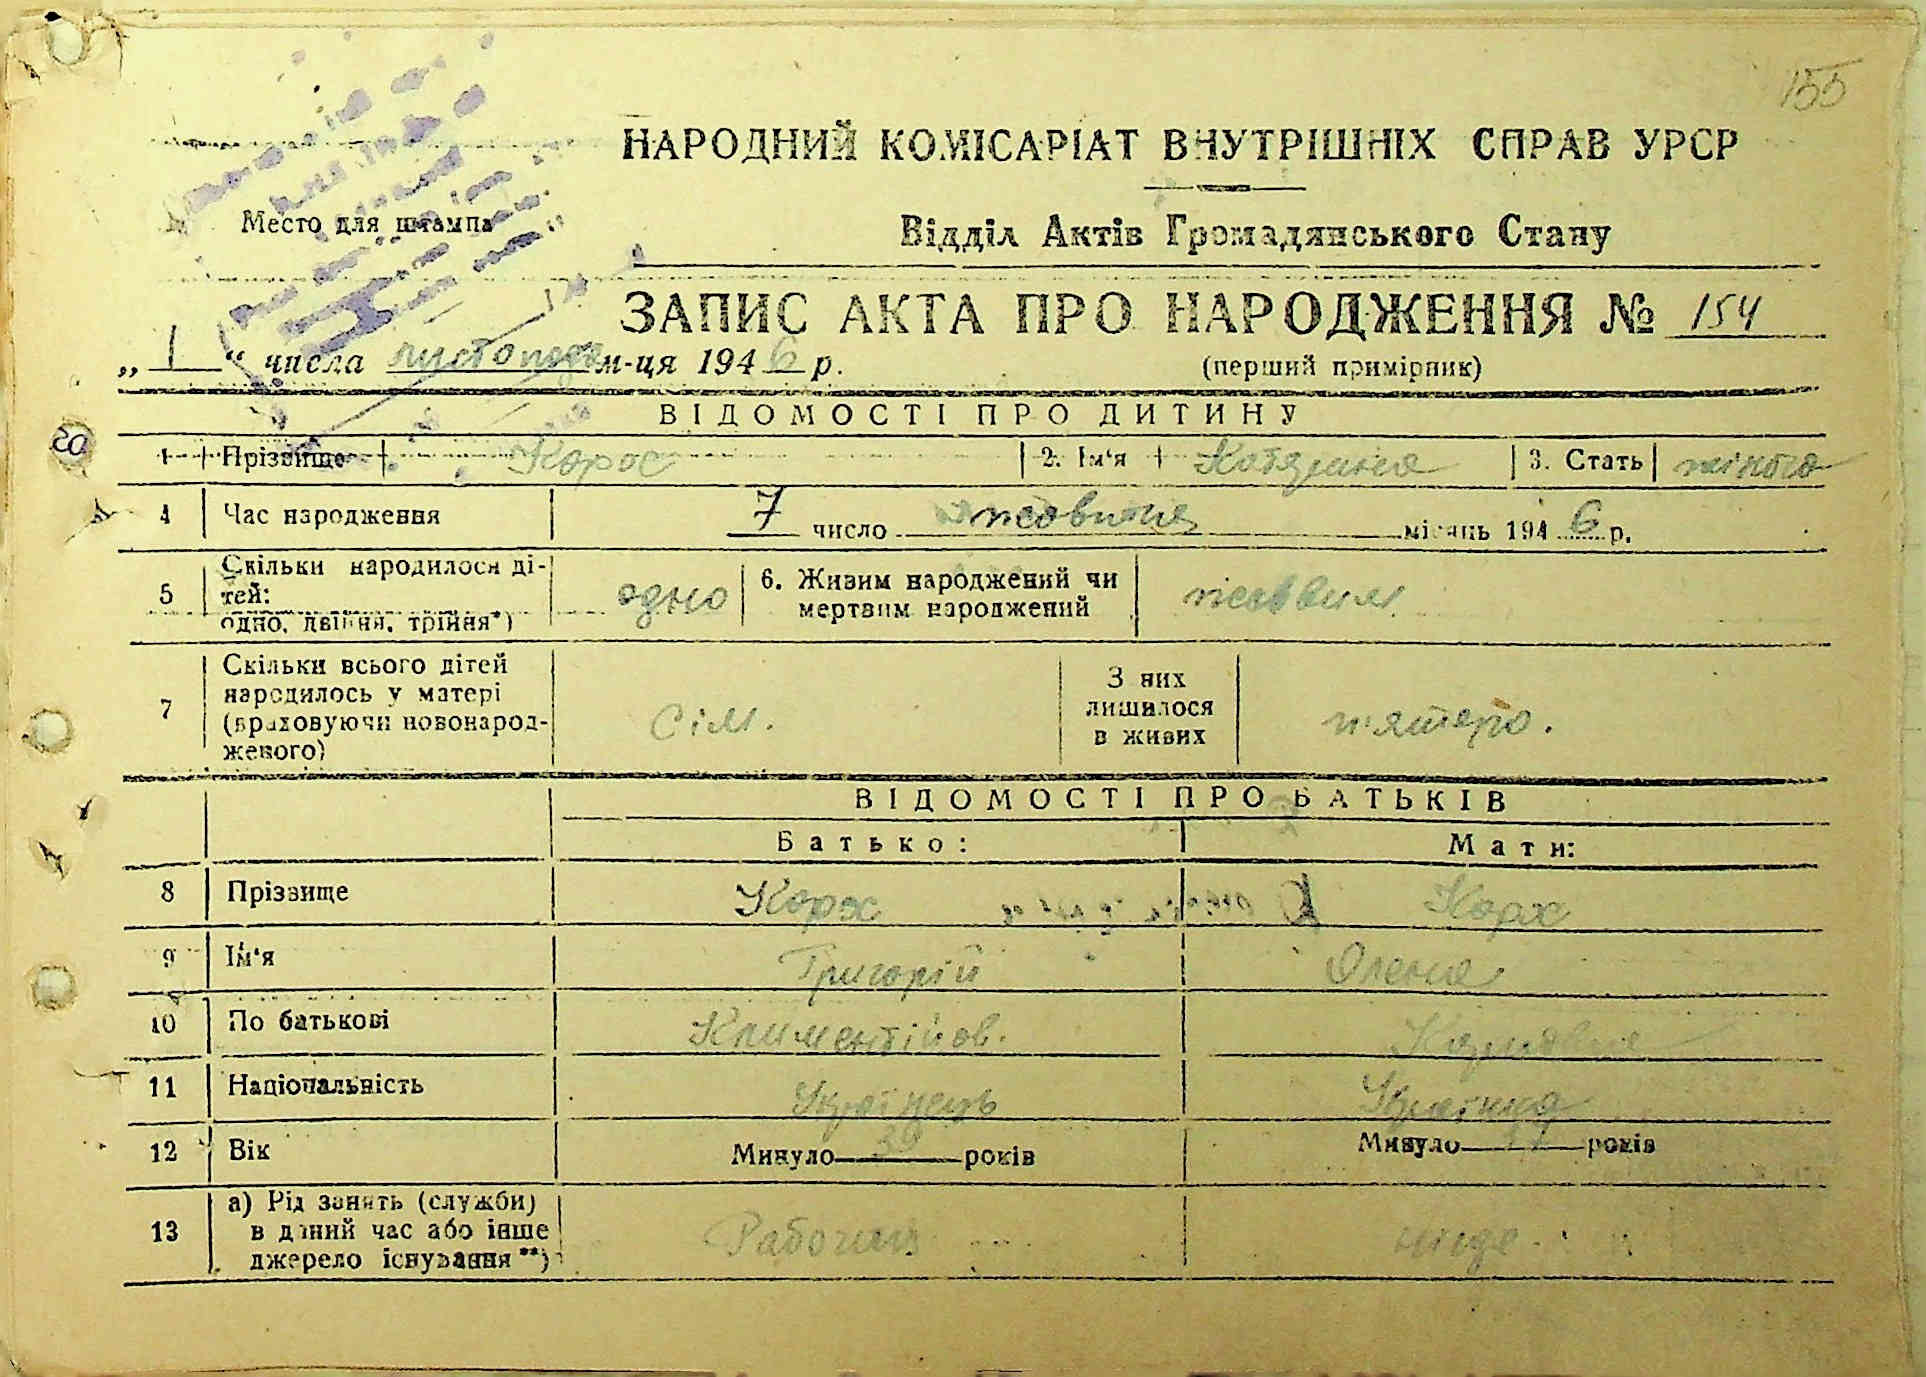 155
НАРОДНИЙ КОМІСАРІАТ ВНУТРІШНІХ СПРАВ УРСР
Место для штампа
Відділ Актів Громадянського Стану
ЗАПИС АКТА ПРО НАРОДЖЕННЯ № 154
„ 1 “ числа листопада м-ця 1946 р.
(перший примірник)
ВІДОМОСТІ ПРО ДИТИНУ
1 Прізвище 2. Ім'я 3. Стать жіноча
4 Час народження 7 число жовтня місяць 1946 р.
5 Скільки народилося дітей: одно, двійня, трійня*) одно 6. Живим народжений чи мертвим народжений живим
7 Скільки всього дітей народилось у матері (враховуючи новонародженого) сім. З них лишилося в живих п'ятеро.
ВІДОМОСТІ ПРО БАТЬКІВ
Батько: Мати:
8 Прізвище Корж Корж
9 Ім'я Григорій Олена
10 По батькові Климентійов.
11 Національність Українець Українка
12 Вік Минуло 39 років Минуло років
13 а) Рід занять (служби) в даний час або інше джерело існування **) Рабочий